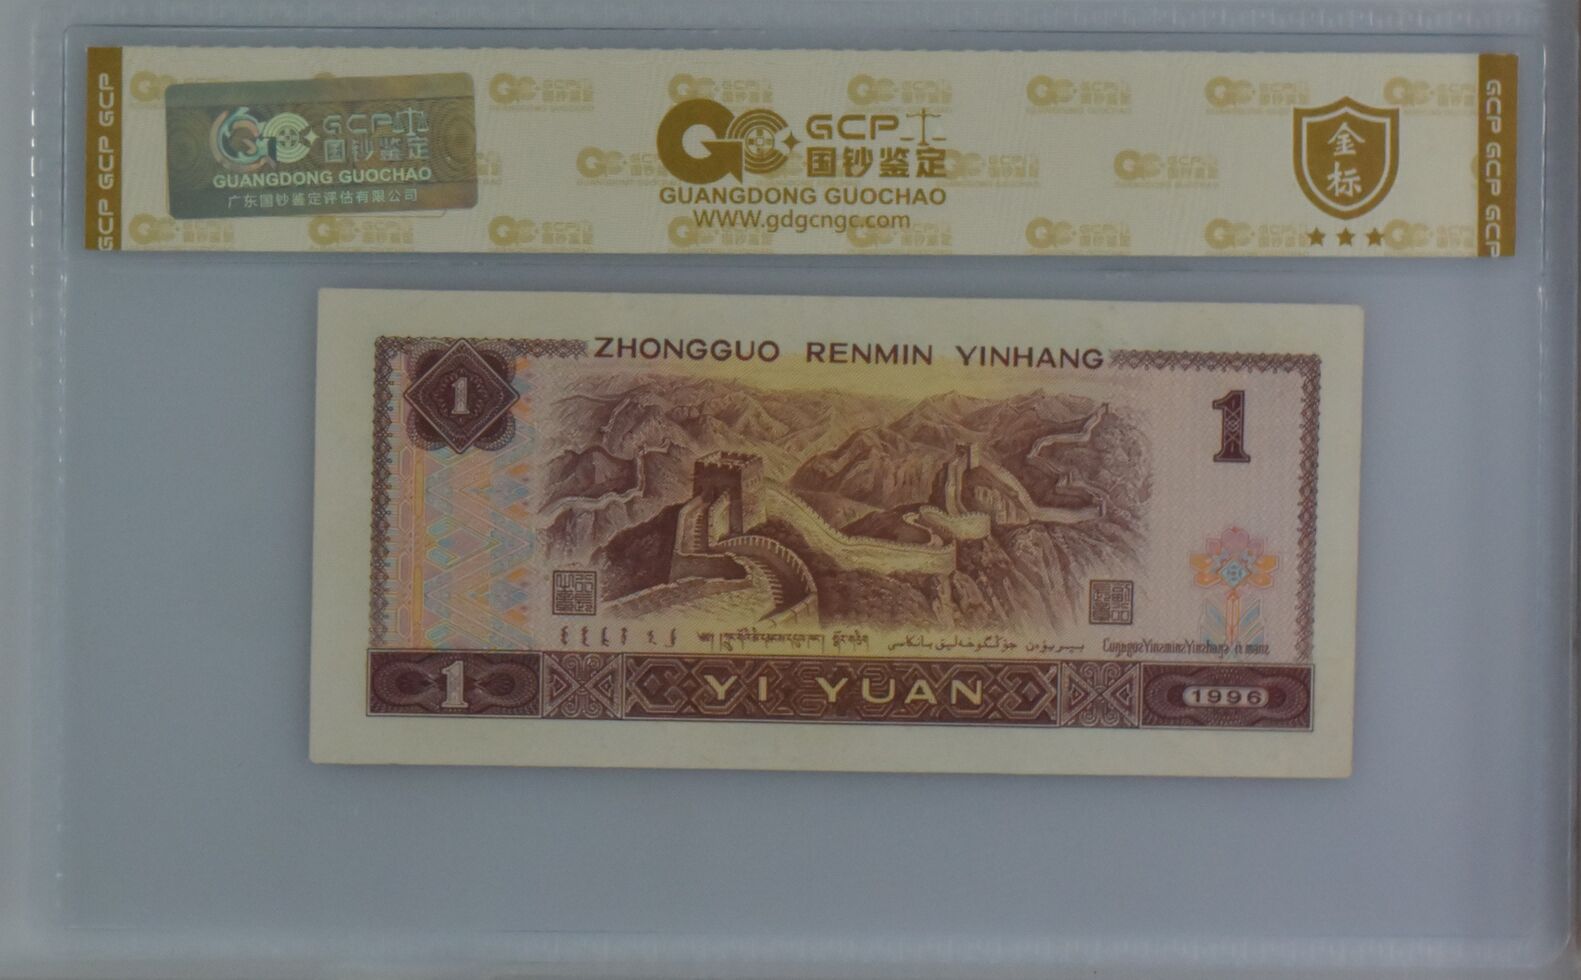 GCP GCP GCP
GCP 国钞鉴定
GUANGDONG GUOCHAO
广东国钞鉴定评估有限公司
GCP
国钞鉴定
GUANGDONG GUOCHAO
WWW.gdgcngc.com
金标
GCP GCP GCP
ZHONGGUO RENMIN YINHANG
1
1
1
YI YUAN
1996